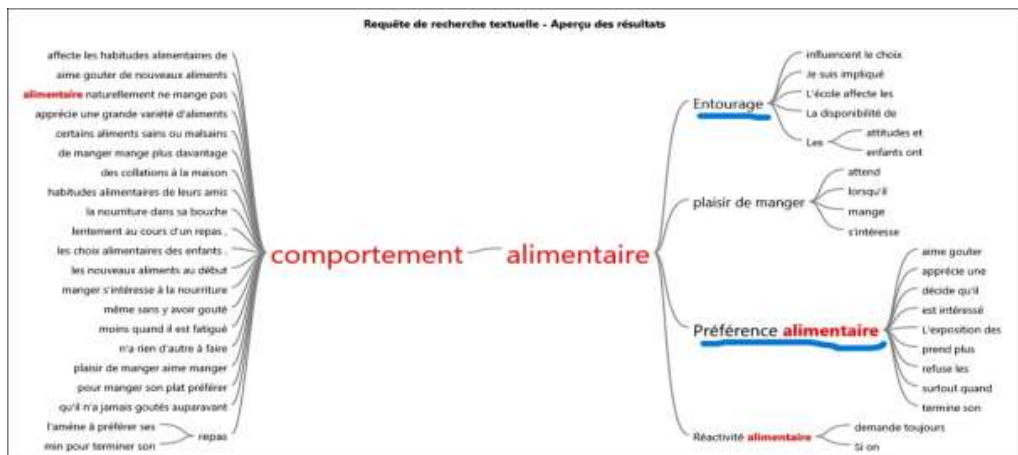 Requête de recherche textuelle - Aperçu des résultats
affecte les habitudes alimentaires de
aime gouter de nouveaux aliments
alimentaire naturellement ne mange pas
apprécie une grande variété d'aliments
certains aliments sains ou malsains
de manger mange plus davantage
des collations à la maison
habitudes alimentaires de leurs amis
la nourriture dans sa bouche
lentement au cours d'un repas .
les choix alimentaires des enfants .
les nouveaux aliments au début
manger s'intéresse à la nourriture
même sans y avoir gouté
moins quand il est fatigué
n'a rien d'autre à faire
plaisir de manger aime manger
pour manger son plat préférer
qu'il n'a jamais goutés auparavant
l'amène à préférer ses
min pour terminer son
repas
comportement
alimentaire
Entourage
influencent le choix
Je suis impliqué
L'école affecte les
La disponibilité de
Les
attitudes et
enfants ont
plaisir de manger
attend
lorsqu'il
mange
s'intéresse
Préférence alimentaire
aime gouter
apprécie une
décide qu'il
est intéressé
L'exposition des
prend plus
refuse les
surtout quand
termine son
Réactivité alimentaire
demande toujours
Si on